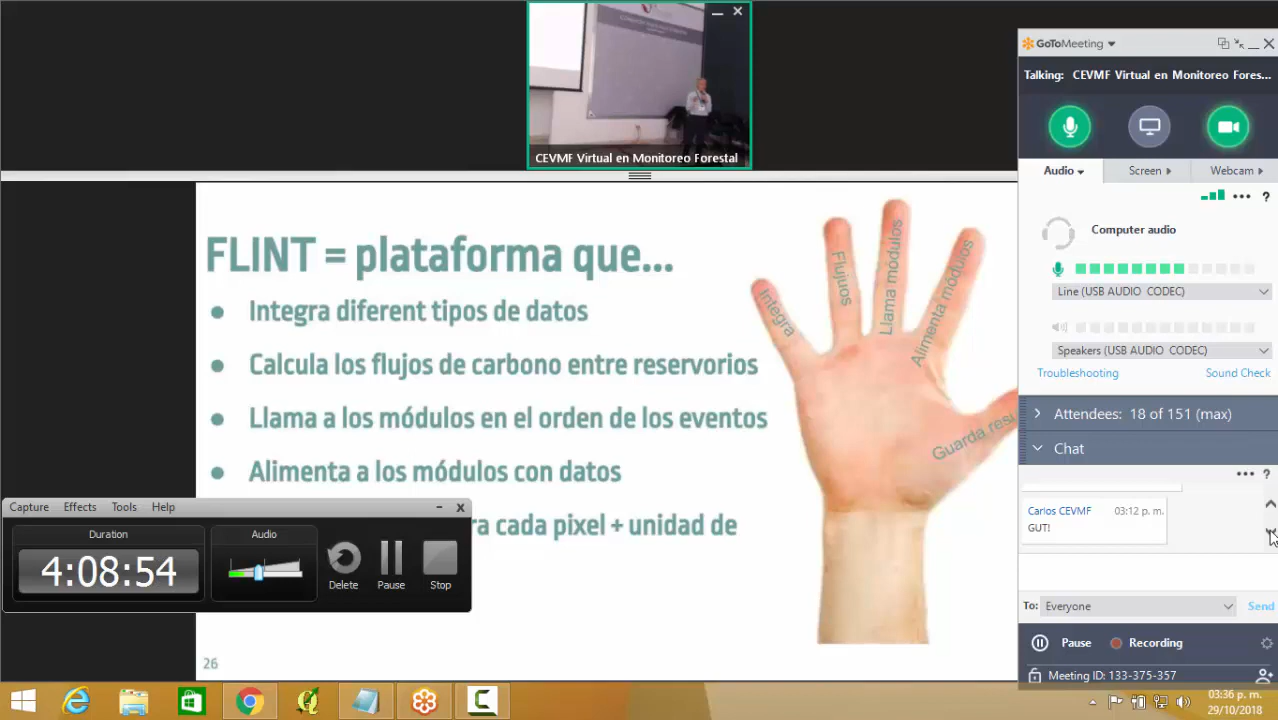 GoToMeeting
Talking: CEVMF Virtual en Monitoreo Fores...
CEVMF Virtual en Monitoreo Forestal
Audio Screen Webcam
... ?
Computer audio
Line (USB AUDIO CODEC)
Speakers (USB AUDIO CODEC)
Troubleshooting Sound Check
Attendees: 18 of 151 (max)
Chat
... ?
Carlos CEVMF 03:12 p. m.
GUT!
To: Everyone Send
Pause Recording
Meeting ID: 133-375-357
FLINT = plataforma que...
● Integra diferent tipos de datos
● Calcula los flujos de carbono entre reservorios
● Llama a los módulos en el orden de los eventos
● Alimenta a los módulos con datos
ra cada pixel + unidad de
26
Integra
Flujuos
Llama módulos
Alimenta módulos
Guarda resu
Capture Effects Tools Help
Duration
4:08:54
Audio
Delete Pause Stop
03:36 p. m.
29/10/2018